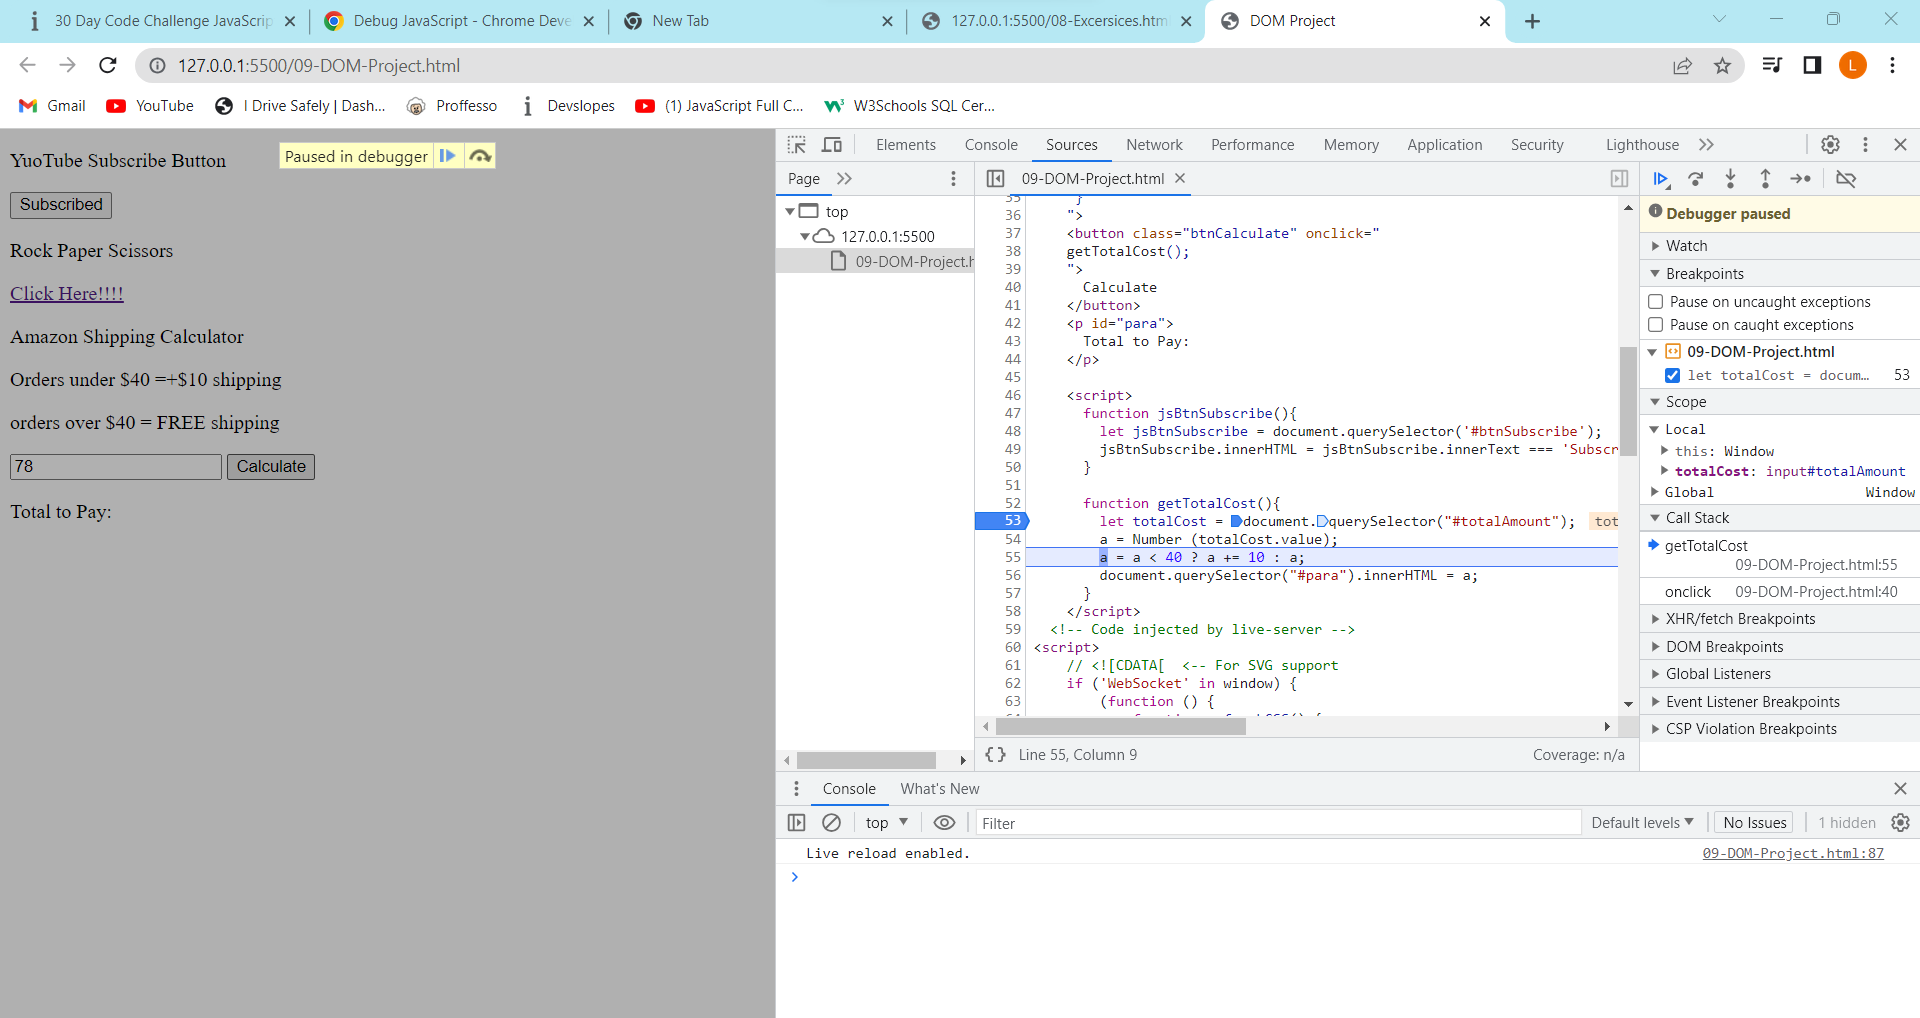 30 Day Code Challenge JavaScrip
Debug JavaScript - Chrome Deve
New Tab
127.0.0.1:5500/08-Excersices.htm
DOM Project
127.0.0.1:5500/09-DOM-Project.html
L
Gmail
YouTube
I Drive Safely | Dash...
Proffesso
Devslopes
(1) JavaScript Full C...
W3Schools SQL Cer...
YuoTube Subscribe Button
Paused in debugger
Subscribed
Rock Paper Scissors
Click Here!!!!
Amazon Shipping Calculator
Orders under $40 =+$10 shipping
orders over $40 = FREE shipping
78
Calculate
Total to Pay:
Elements
Console
Sources
Network
Performance
Memory
Application
Security
Lighthouse
Page
09-DOM-Project.html
top
127.0.0.1:5500
09-DOM-Project.h
35 }
36 ">
37 <button class="btnCalculate" onclick="
38 getTotalCost();
39 ">
40 Calculate
41 </button>
42 <p id="para">
43 Total to Pay:
44 </p>
45
46 <script>
47 function jsBtnSubscribe(){
48 let jsBtnSubscribe = document.querySelector('#btnSubscribe');
49 jsBtnSubscribe.innerHTML = jsBtnSubscribe.innerText === 'Subscr
50 }
51
52 function getTotalCost(){
53 let totalCost = document.querySelector("#totalAmount"); tot
54 a = Number (totalCost.value);
55 a = a < 40 ? a += 10 : a;
56 document.querySelector("#para").innerHTML = a;
57 }
58 </script>
59 <!-- Code injected by live-server -->
60 <script>
61 // <![CDATA[ <-- For SVG support
62 if ('WebSocket' in window) {
63 (function () {
{} Line 55, Column 9
Coverage: n/a
Debugger paused
Watch
Breakpoints
Pause on uncaught exceptions
Pause on caught exceptions
09-DOM-Project.html
let totalCost = docum... 53
Scope
Local
this: Window
totalCost: input#totalAmount
Global Window
Call Stack
getTotalCost
09-DOM-Project.html:55
onclick 09-DOM-Project.html:40
XHR/fetch Breakpoints
DOM Breakpoints
Global Listeners
Event Listener Breakpoints
CSP Violation Breakpoints
Console
What's New
top
Filter
Default levels
No Issues
1 hidden
Live reload enabled.
09-DOM-Project.html:87